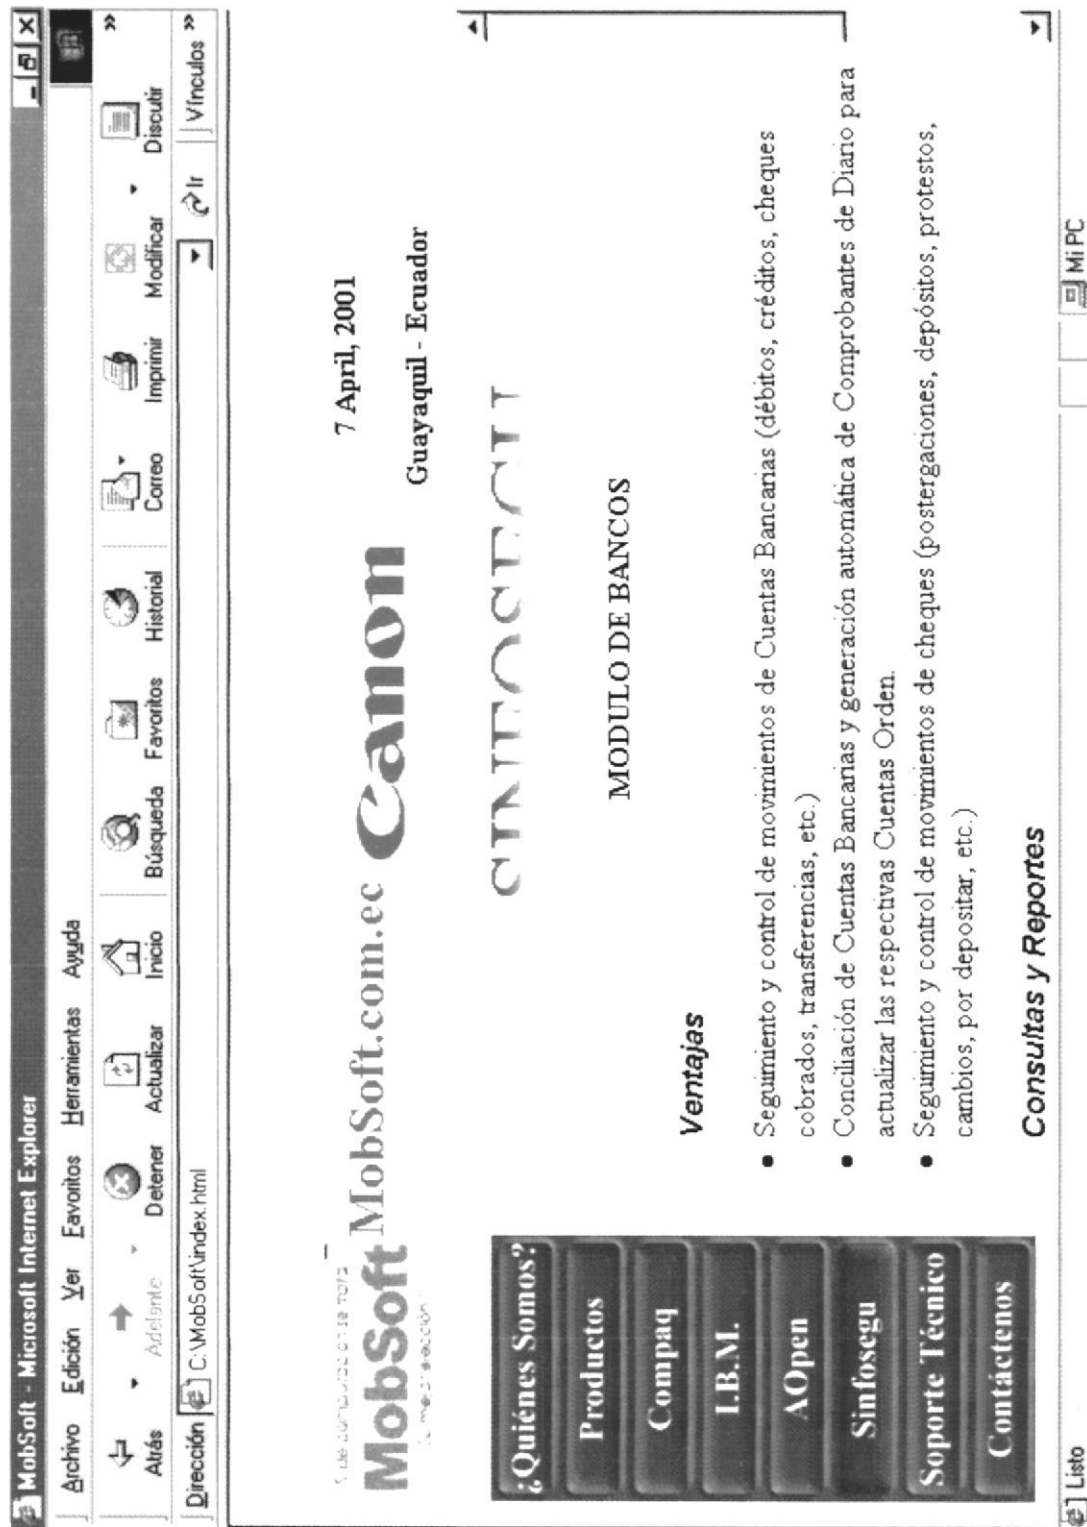 MobSoft - Microsoft Internet Explorer
Archivo Edición Ver Favoritos Herramientas Ayuda
Atrás Adelante Detener Actualizar Inicio Búsqueda Favoritos Historial Correo Imprimir Modificar Discutir
Dirección C:\MobSoft\index.html Ir Vínculos
MobSoft
MobSoft.com.ec
Canon
7 April, 2001
Guayaquil - Ecuador
¿Quiénes Somos?
Productos
Compaq
I.B.M.
AOpen
Sinfosegu
Soporte Técnico
Contáctenos
MODULO DE BANCOS
Ventajas
• Seguimiento y control de movimientos de Cuentas Bancarias (débitos, créditos, cheques
cobrados, transferencias, etc.)
• Conciliación de Cuentas Bancarias y generación automática de Comprobantes de Diario para
actualizar las respectivas Cuentas Orden.
• Seguimiento y control de movimientos de cheques (postergaciones, depósitos, protestos,
cambios, por depositar, etc.)
Consultas y Reportes
Listo
Mi PC